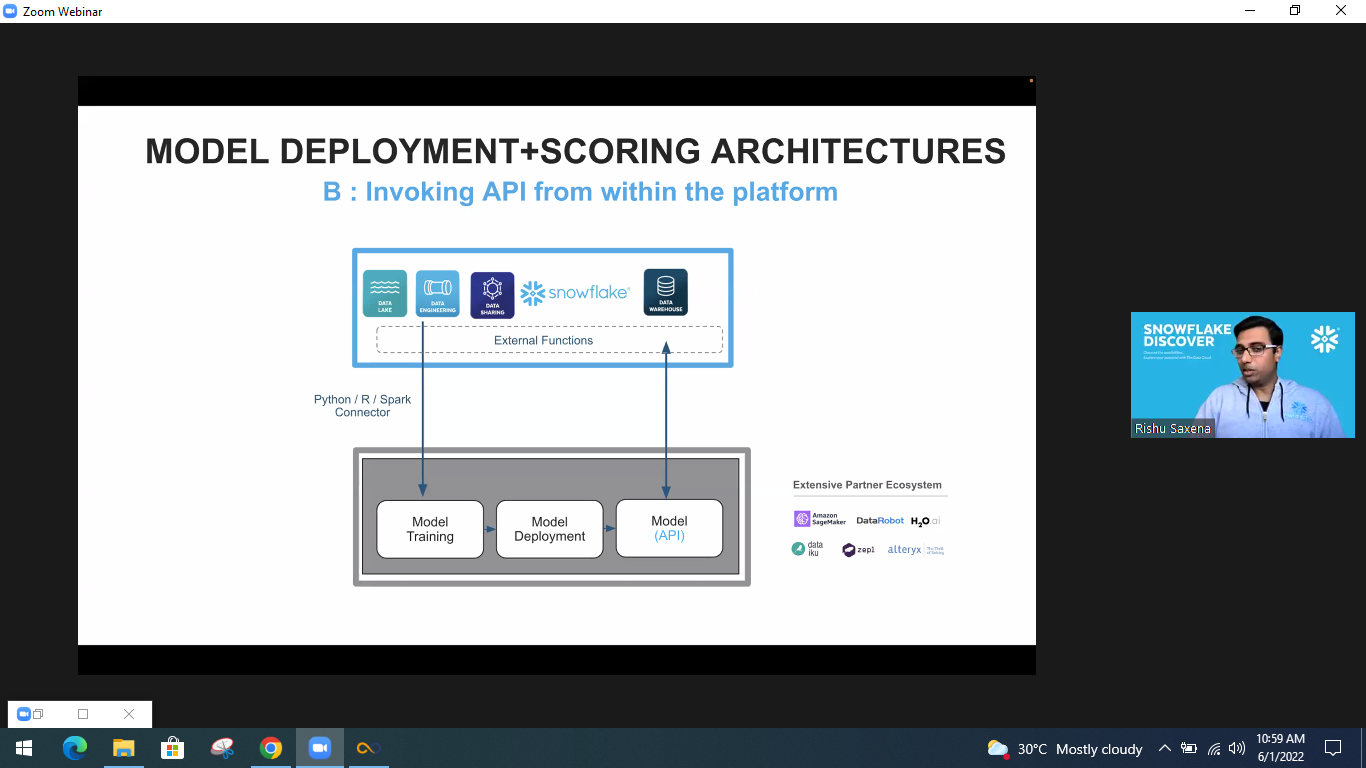 Zoom Webinar
MODEL DEPLOYMENT+SCORING ARCHITECTURES
B : Invoking API from within the platform
DATA
LAKE
DATA
ENGINEERING
DATA
SHARING
snowflake
DATA
WAREHOUSE
External Functions
Python / R / Spark
Connector
Model
Training
Model
Deployment
Model
(API)
Extensive Partner Ecosystem
Amazon
SageMaker
DataRobot
H2O.ai
data
iku
zepl
alteryx
SNOWFLAKE
DISCOVER
Rishu Saxena
30°C Mostly cloudy
10:59 AM
6/1/2022